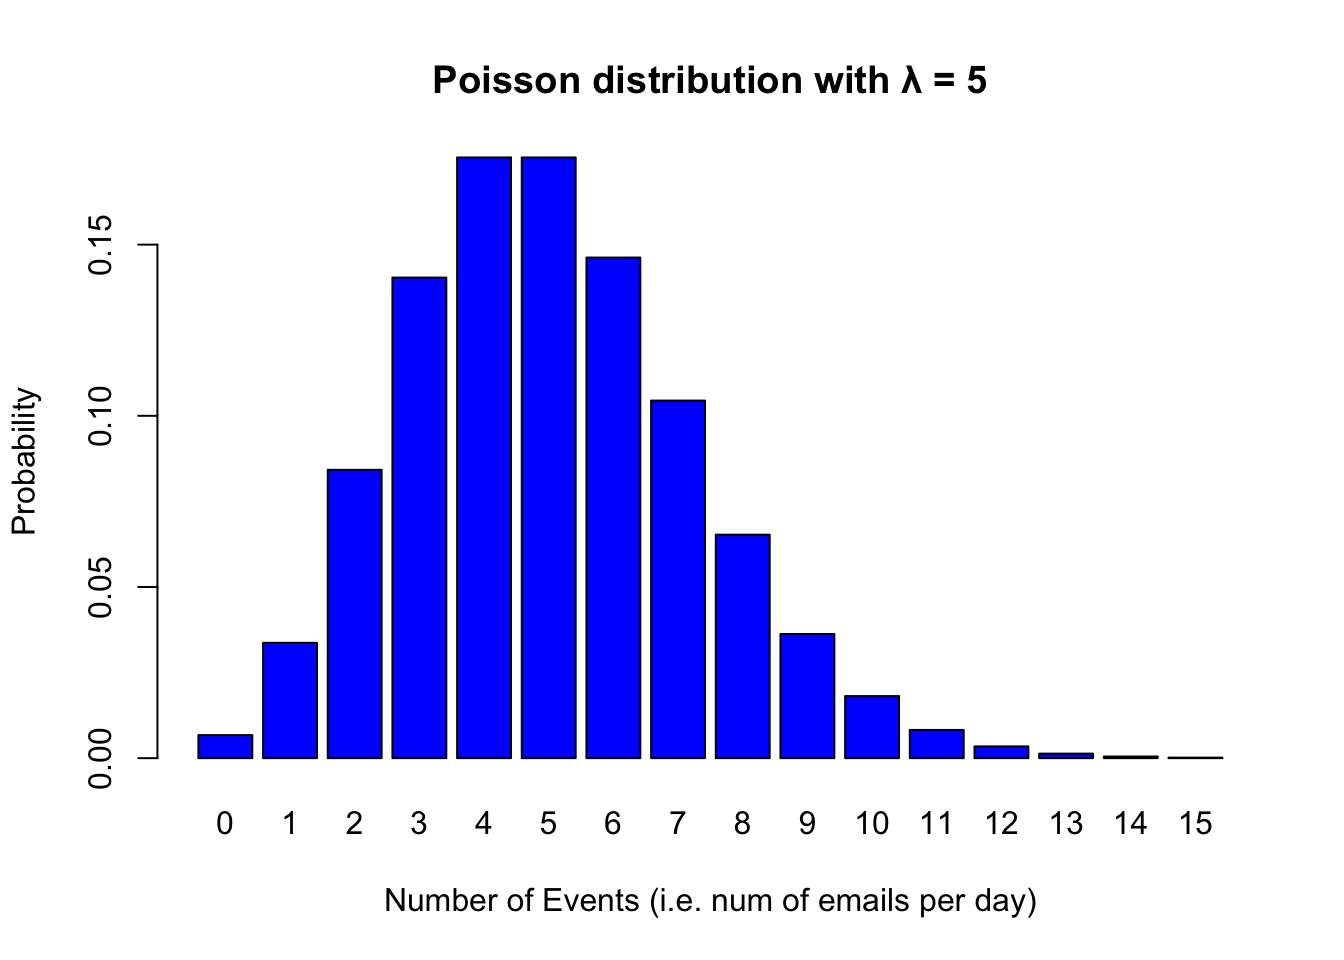 Poisson distribution with λ = 5
Probability
0.15
0.10
0.05
0.00
0 1 2 3 4 5 6 7 8 9 10 11 12 13 14 15
Number of Events (i.e. num of emails per day)